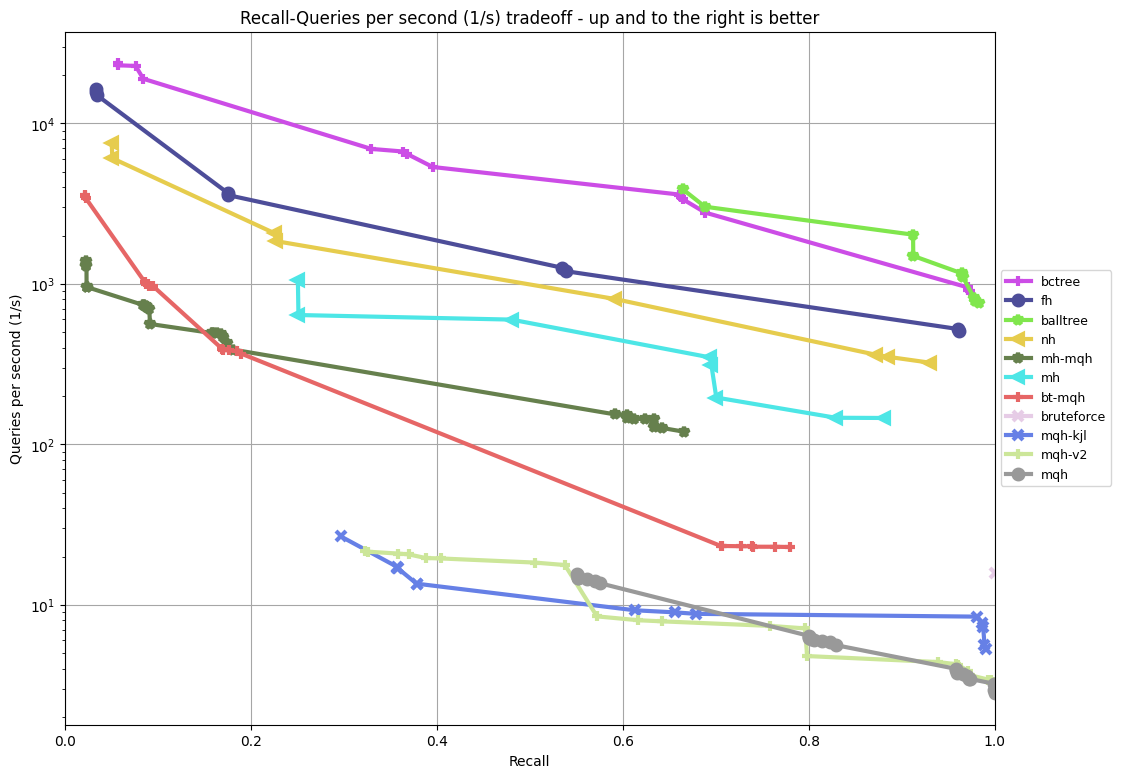 Recall-Queries per second (1/s) tradeoff - up and to the right is better
Queries per second (1/s)
10^4
10^3
10^2
10^1
0.0 0.2 0.4 0.6 0.8 1.0
Recall
bctree
fh
balltree
nh
mh-mqh
mh
bt-mqh
bruteforce
mqh-kjl
mqh-v2
mqh